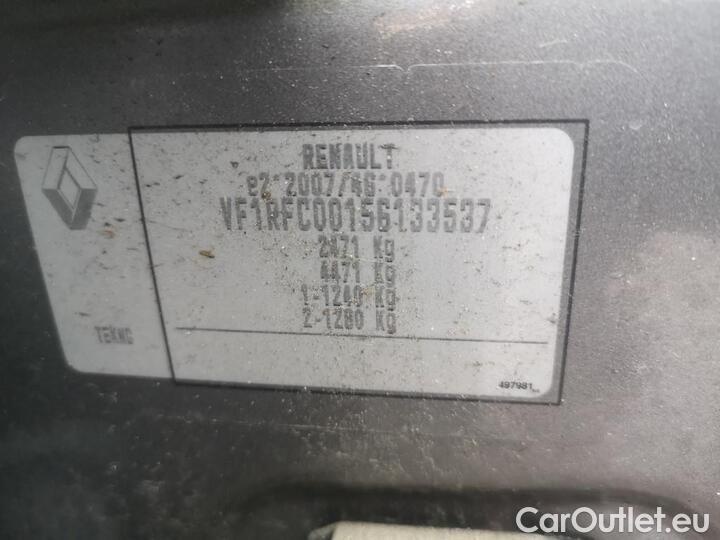 RENAULT
e2*2007/46*0470
VF1RFC00156133537
2471 Kg
4471 Kg
1-1240 Kg
2-1280 Kg
TEKNG
497981
CarOutlet.eu